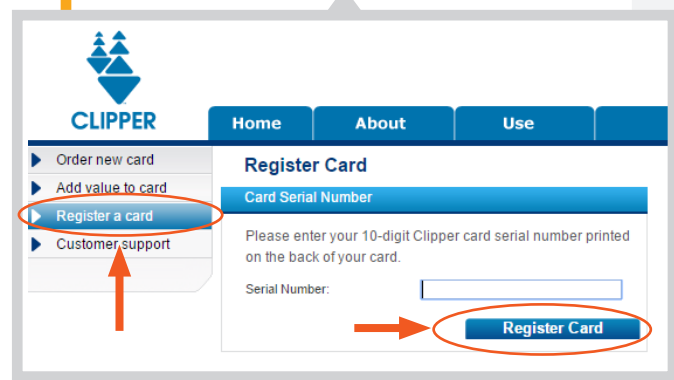 CLIPPER
Home
About
Use
Order new card
Add value to card
Register a card
Customer support
Register Card
Card Serial Number
Please enter your 10-digit Clipper card serial number printed
on the back of your card.
Serial Number:
Register Card